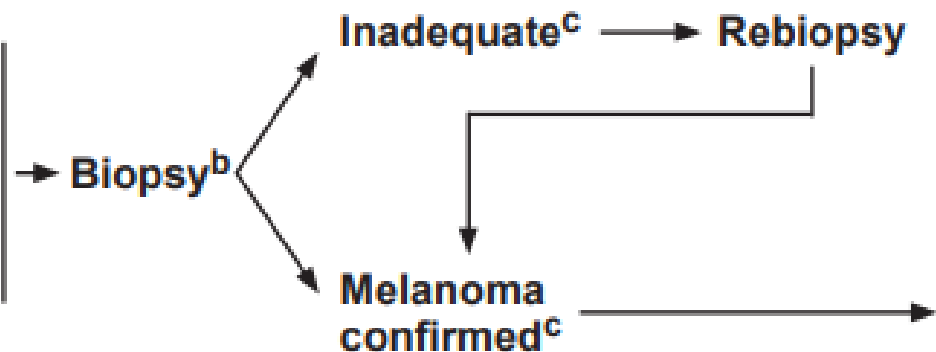 Inadequateᶜ
Rebiopsy
Biopsyᵇ
Melanoma
confirmedᶜ